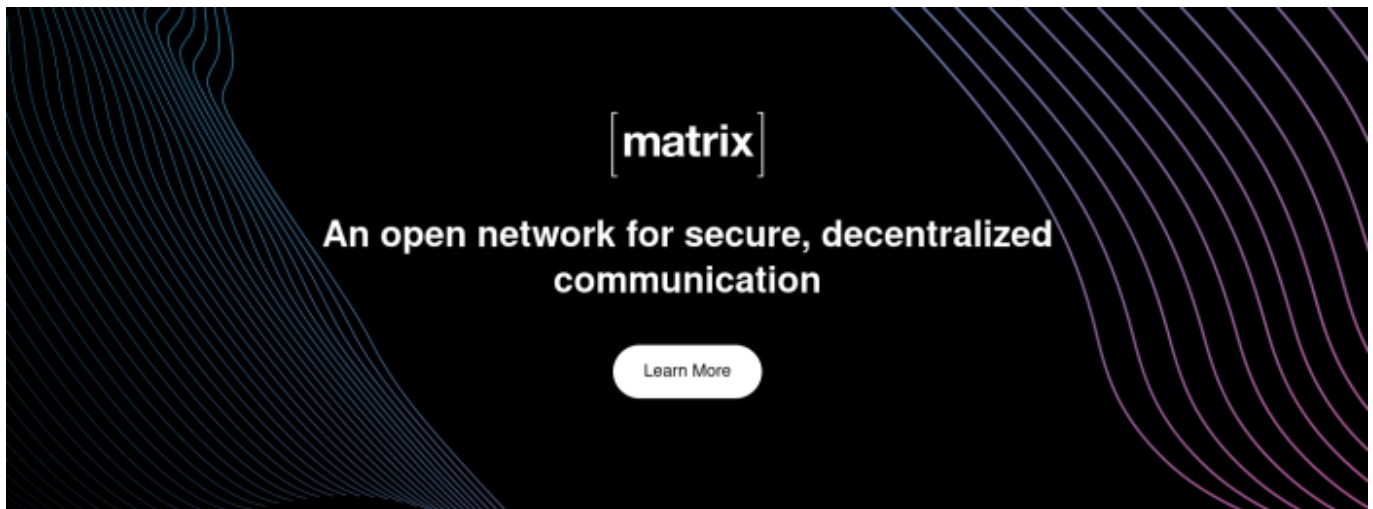 [matrix]
An open network for secure, decentralized
communication
Learn More